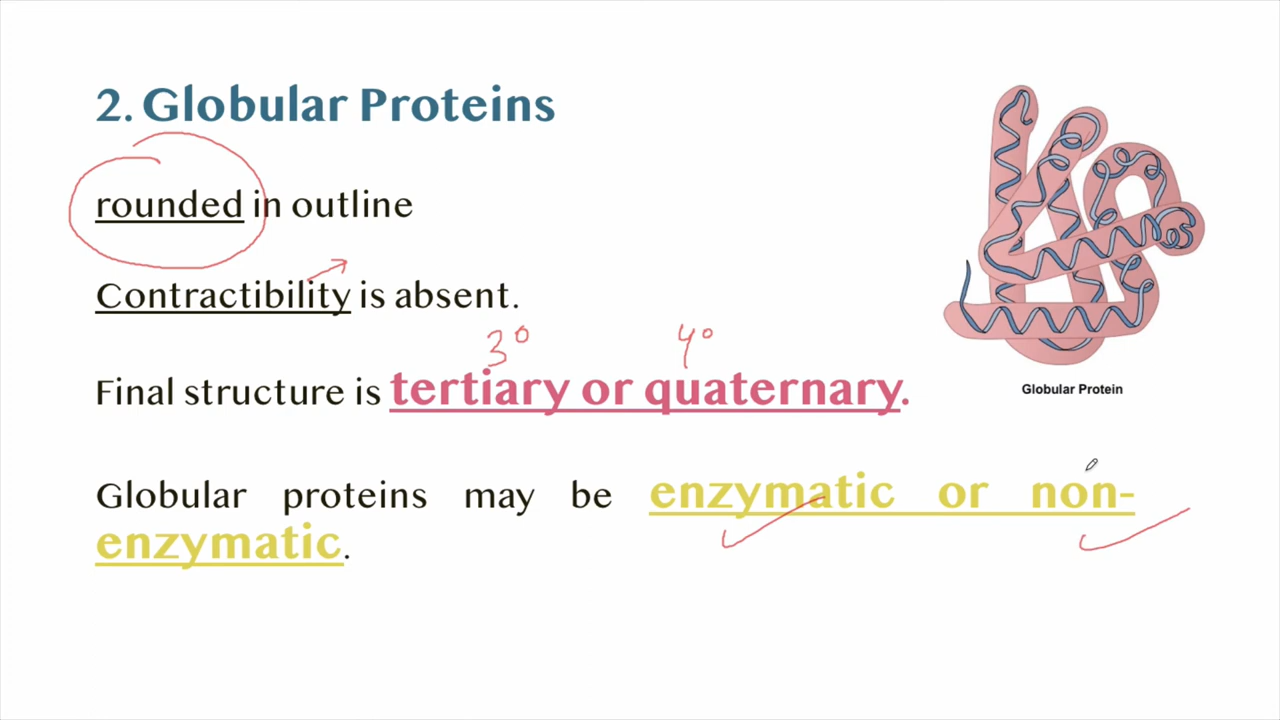 2. Globular Proteins
rounded in outline
Contractibility is absent.
3° 4°
Final structure is tertiary or quaternary.
Globular proteins may be enzymatic or non-
enzymatic.
Globular Protein